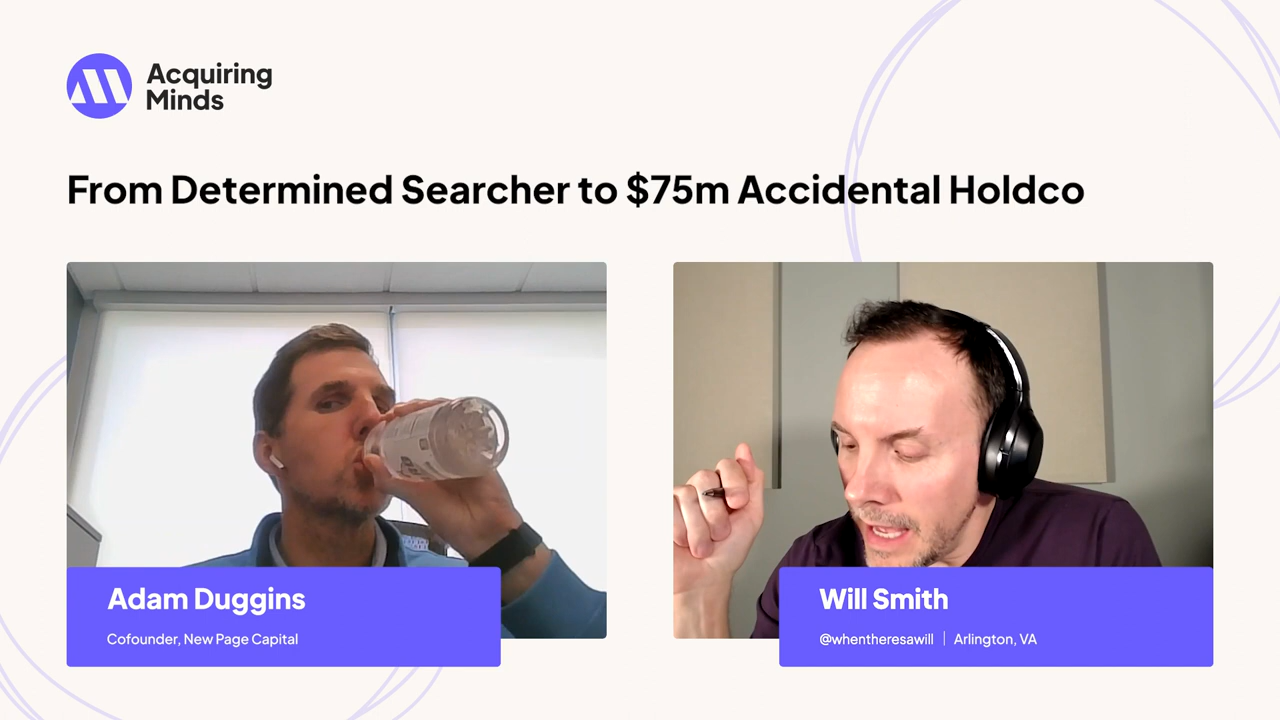 Acquiring
Minds
From Determined Searcher to $75m Accidental Holdco
Adam Duggins
Cofounder, New Page Capital
Will Smith
@whentheresawill | Arlington, VA